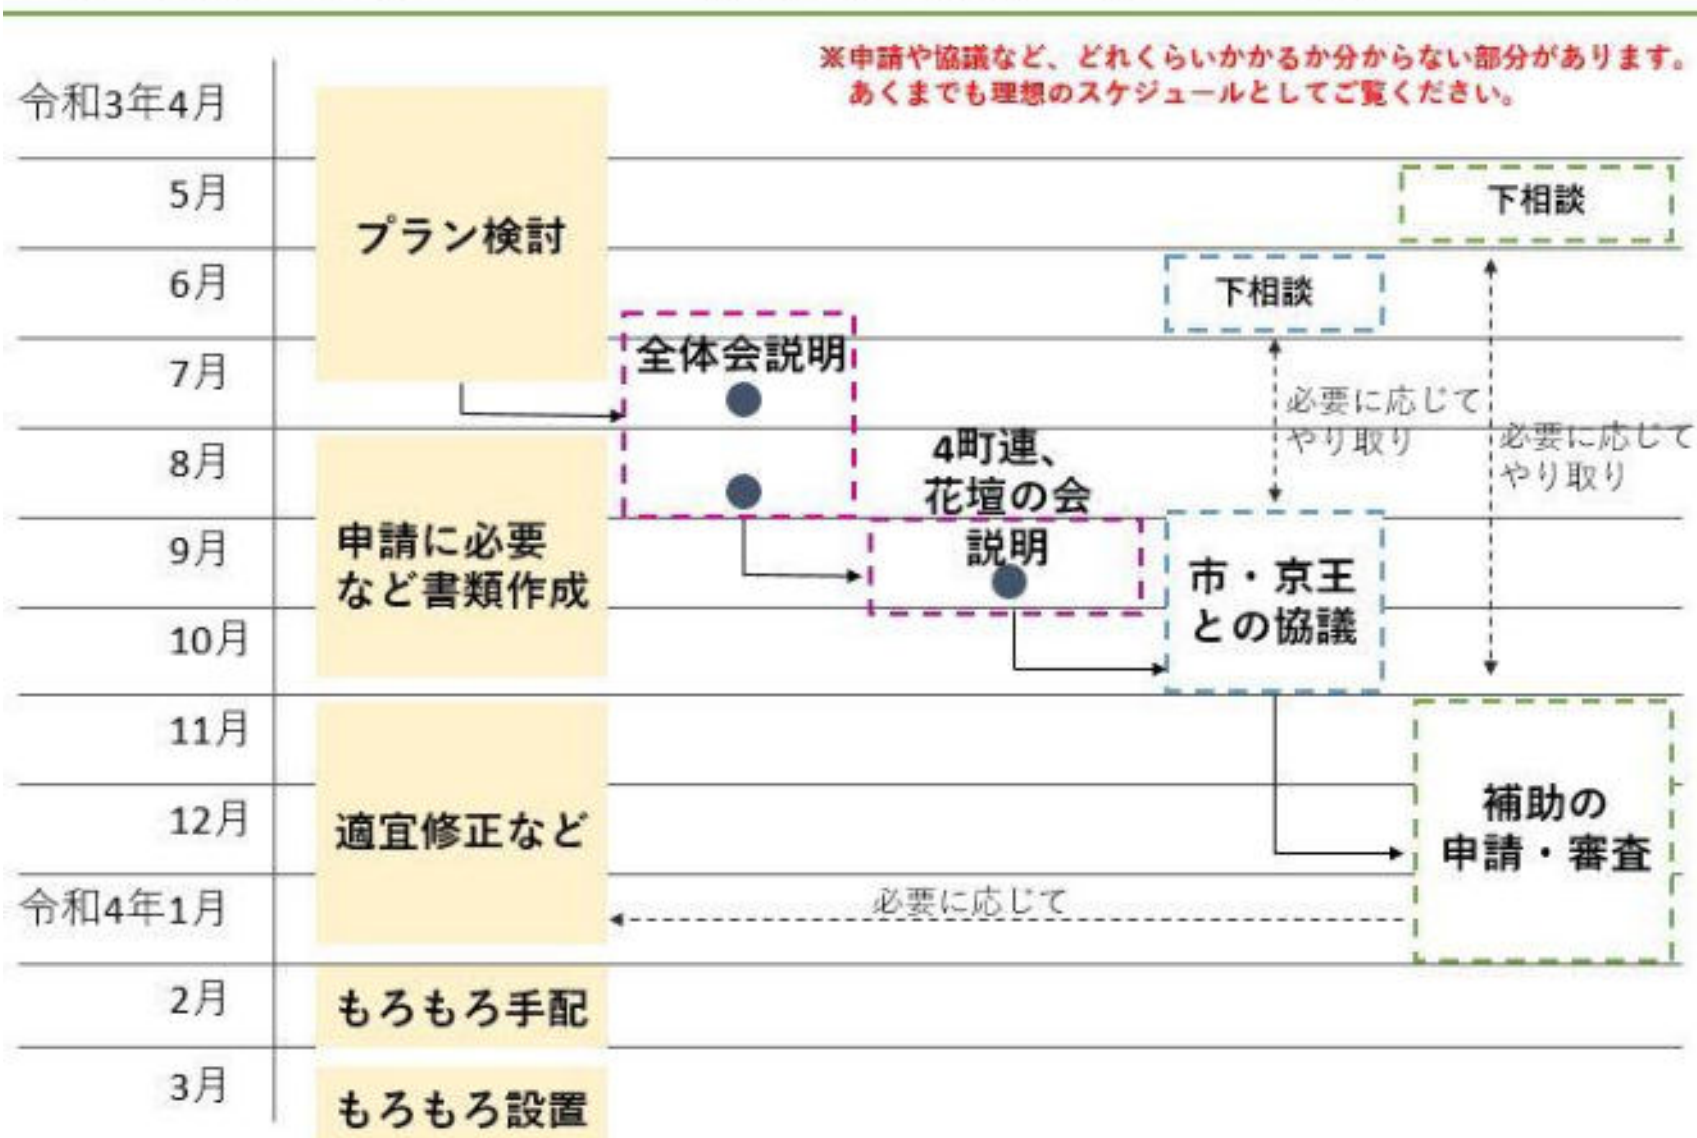 ※申請や協議など、どれくらいかかるか分からない部分があります。
あくまでも理想のスケジュールとしてご覧ください。
令和3年4月
5月
6月
7月
8月
9月
10月
11月
12月
令和4年1月
2月
3月
プラン検討
申請に必要
など書類作成
適宜修正など
もろもろ手配
もろもろ設置
全体会説明
4町連、
花壇の会
説明
下相談
必要に応じて
やり取り
市・京王
との協議
下相談
必要に応じて
やり取り
補助の
申請・審査
必要に応じて